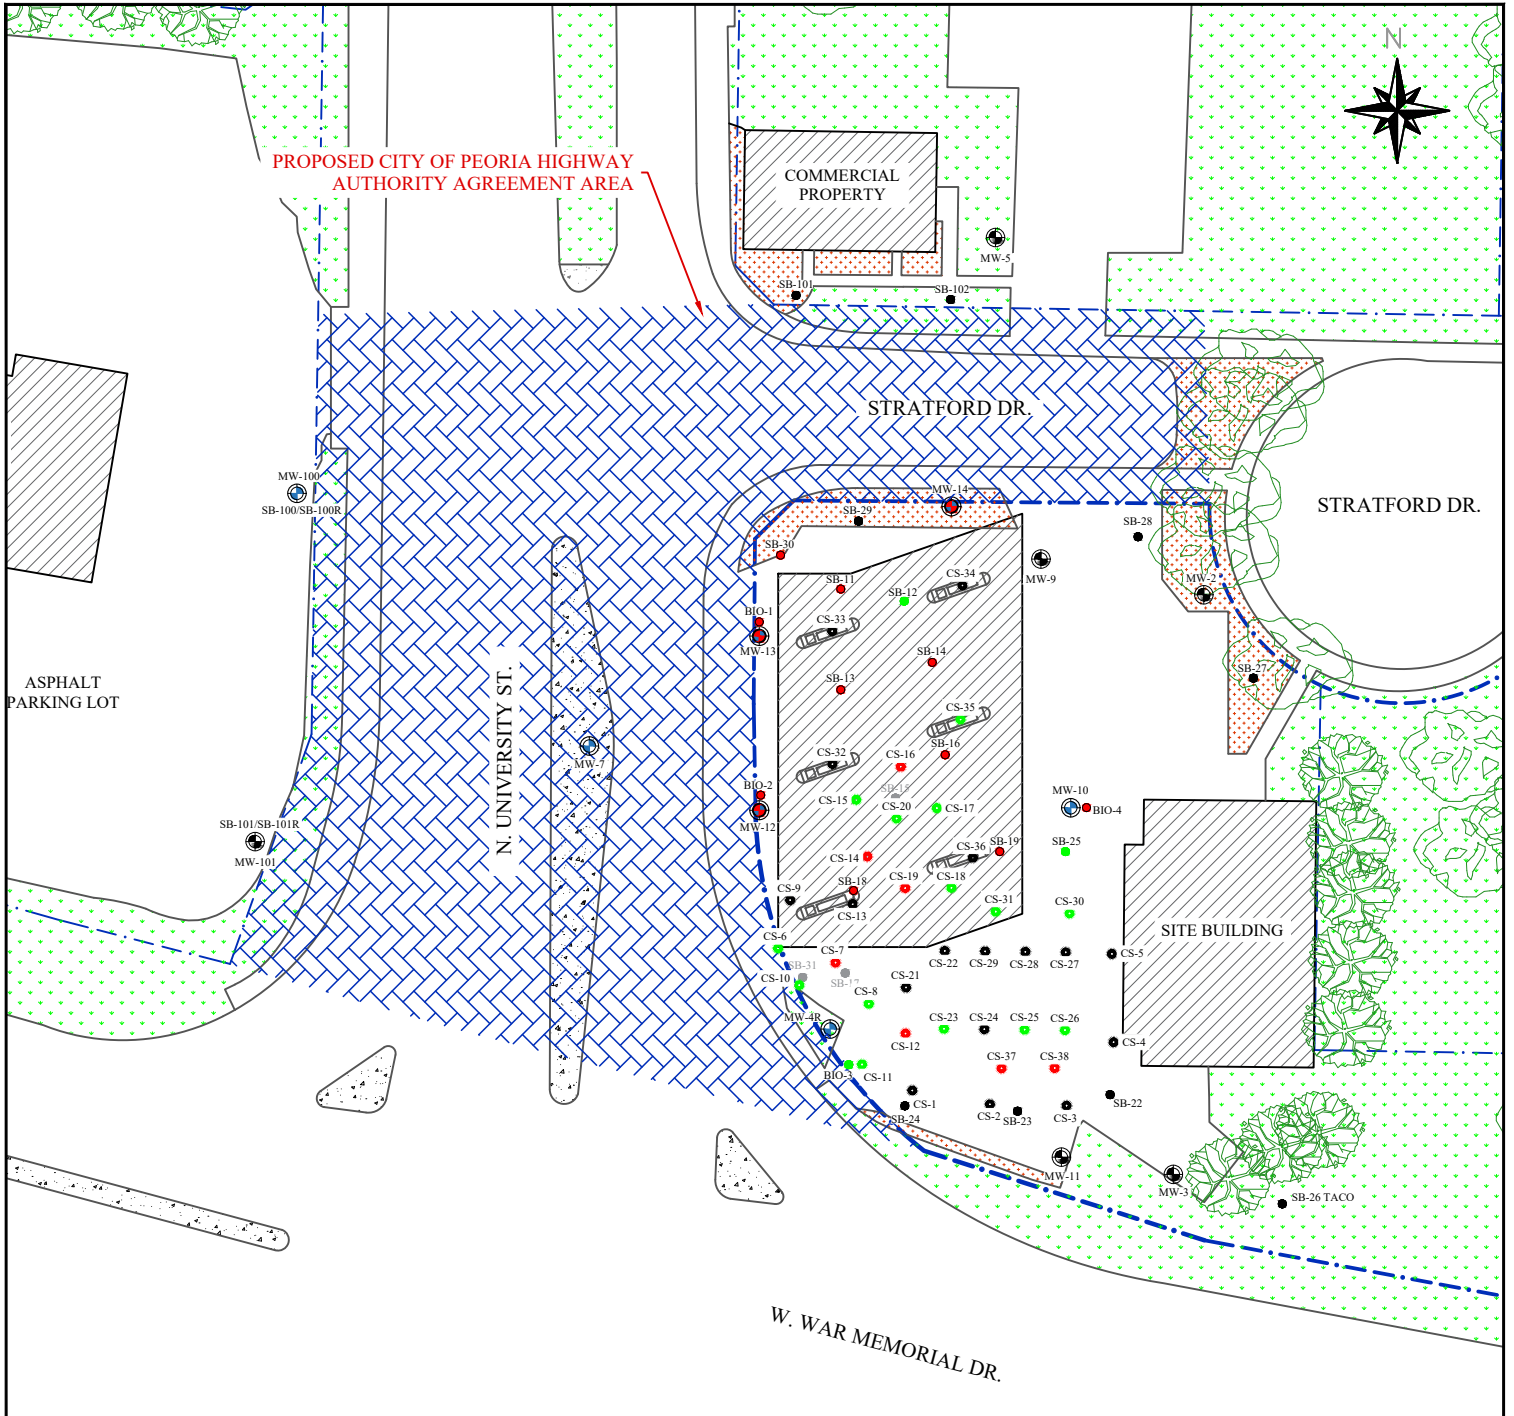 N
PROPOSED CITY OF PEORIA HIGHWAY
AUTHORITY AGREEMENT AREA
COMMERCIAL
PROPERTY
MW-5
SB-101
SB-102
STRATFORD DR.
STRATFORD DR.
MW-100
SB-100/SB-100R
MW-14
SB-29
SB-28
SB-30
MW-9
SB-11
CS-34
SB-12
MW-2
BIO-1
CS-33
MW-13
SB-14
SB-27
SB-13
ASPHALT
PARKING LOT
N. UNIVERSITY ST.
CS-35
MW-7
SB-16
CS-32
CS-16
BIO-2
SB-15
MW-10
CS-15
CS-20
CS-17
BIO-4
MW-12
SB-101/SB-101R
MW-101
SB-19
CS-36
SB-25
CS-14
SB-18
CS-19
CS-18
CS-9
CS-31
CS-30
CS-13
SITE BUILDING
CS-6
CS-7
CS-22
CS-29
CS-28
CS-27
CS-5
SB-31
SB-17
CS-21
CS-10
CS-8
MW-4R
CS-23
CS-24
CS-25
CS-26
CS-12
CS-4
CS-37
CS-38
BIO-3
CS-11
CS-1
SB-24
CS-2
SB-23
CS-3
SB-22
MW-11
MW-3
SB-26 TACO
W. WAR MEMORIAL DR.